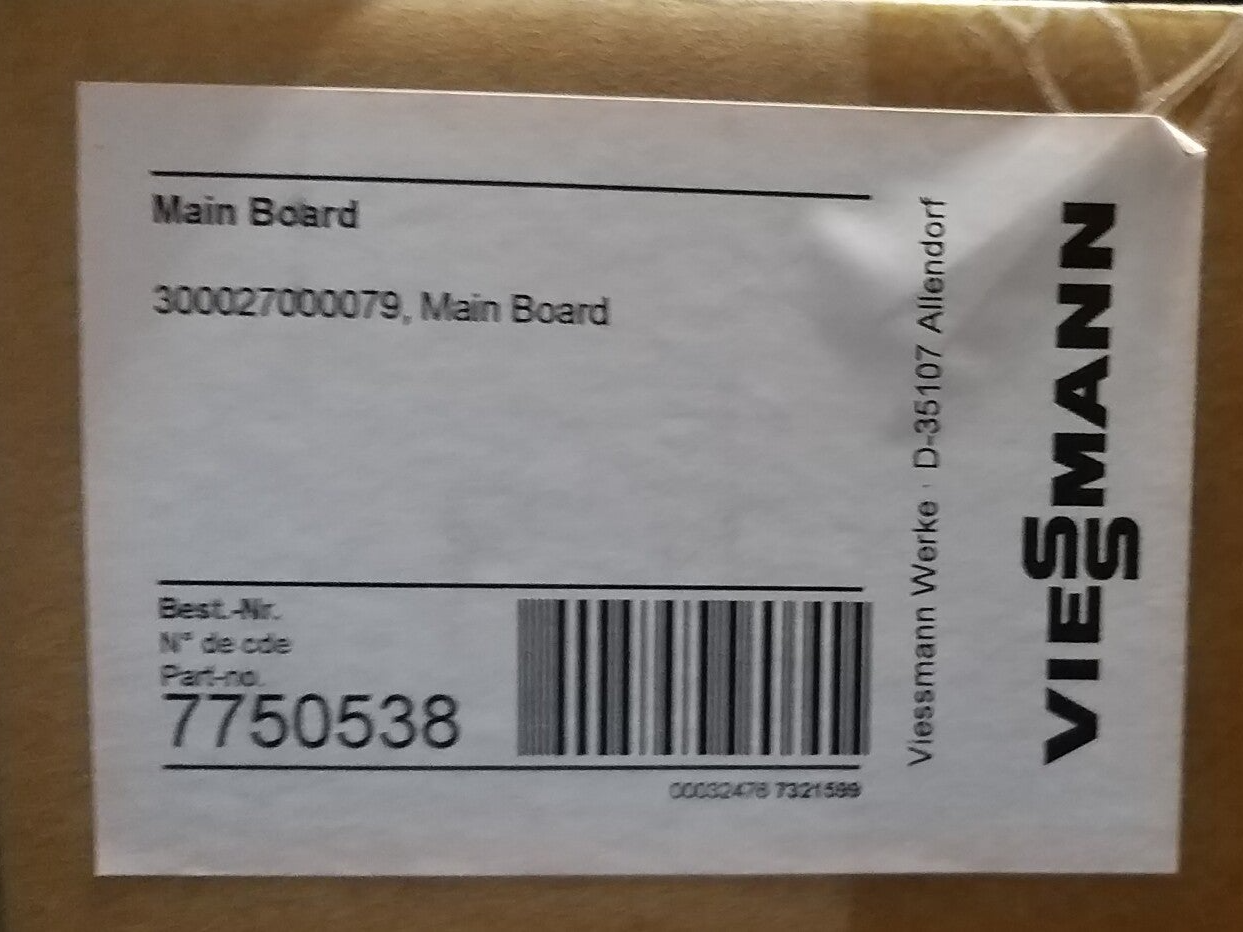 Main Board
300027000079, Main Board
Best.-Nr.
N° de cde
Part-no.
7750538
00032476 7321599
Viessmann Werke · D-35107 Allendorf
VIESSMANN